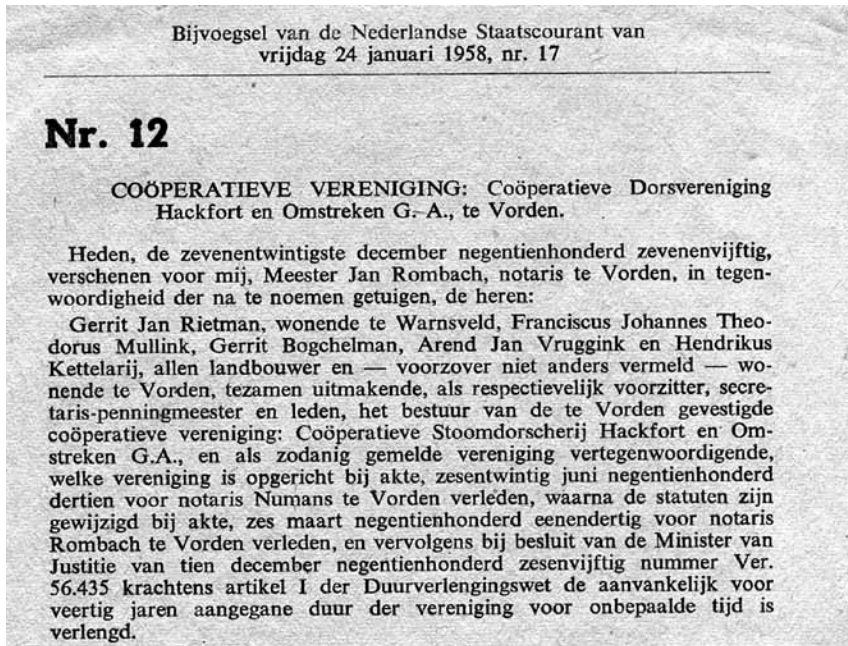 Bijvoegsel van de Nederlandse Staatscourant van
vrijdag 24 januari 1958, nr. 17
Nr. 12
COÖPERATIEVE VERENIGING: Coöperatieve Dorsvereniging
Hackfort en Omstreken G. A., te Vorden.
Heden, de zevenentwintigste december negentienhonderd zevenenvijftig,
verschenen voor mij, Meester Jan Rombach, notaris te Vorden, in tegen-
woordigheid der na te noemen getuigen, de heren:
Gerrit Jan Rietman, wonende te Warnsveld, Franciscus Johannes Theo-
dorus Mullink, Gerrit Bogchelman, Arend Jan Vruggink en Hendrikus
Kettelarij, allen landbouwer en — voorzover niet anders vermeld — wo-
nende te Vorden, tezamen uitmakende, als respectievelijk voorzitter, secre-
taris-penningmeester en leden, het bestuur van de te Vorden gevestigde
coöperatieve vereniging: Coöperatieve Stoomdorscherij Hackfort en Om-
streken G.A., en als zodanig gemelde vereniging vertegenwoordigende,
welke vereniging is opgericht bij akte, zesentwintig juni negentienhonderd
dertien voor notaris Numans te Vorden verleden, waarna de statuten zijn
gewijzigd bij akte, zes maart negentienhonderd eenendertig voor notaris
Rombach te Vorden verleden, en vervolgens bij besluit van de Minister van
Justitie van tien december negentienhonderd zesenvijftig nummer Ver.
56.435 krachtens artikel I der Duurverlengingswet de aanvankelijk voor
veertig jaren aangegane duur der vereniging voor onbepaalde tijd is
verlengd.